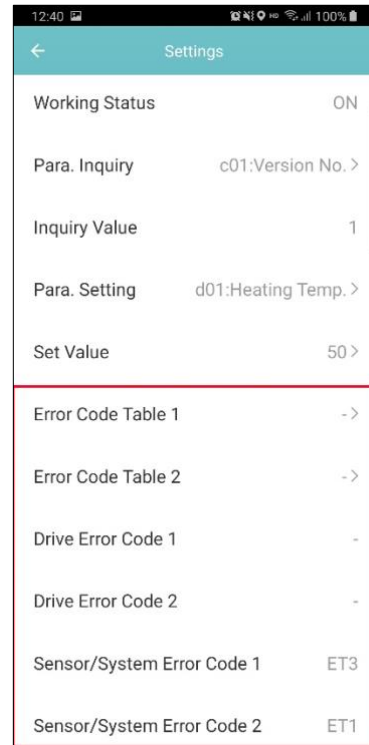 12:40 HD 100%
Settings
Working Status ON
Para. Inquiry c01:Version No. >
Inquiry Value 1
Para. Setting d01:Heating Temp. >
Set Value 50 >
Error Code Table 1 - >
Error Code Table 2 - >
Drive Error Code 1 -
Drive Error Code 2 -
Sensor/System Error Code 1 ET3
Sensor/System Error Code 2 ET1